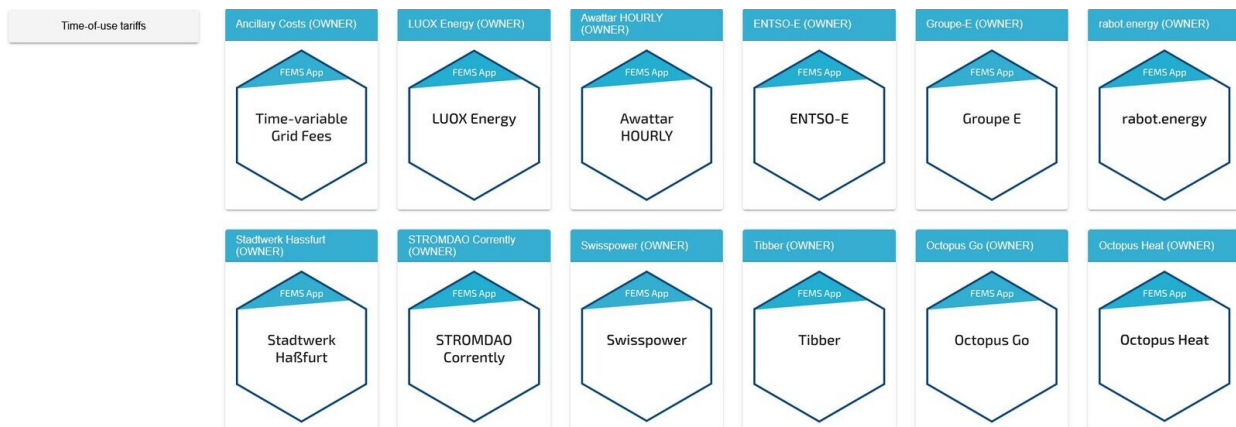 Time-of-use tariffs
Ancillary Costs (OWNER)
LUOX Energy (OWNER)
Awattar HOURLY
(OWNER)
ENTSO-E (OWNER)
Groupe-E (OWNER)
rabot.energy (OWNER)
FEMS App
Time-variable
Grid Fees
FEMS App
LUOX Energy
FEMS App
Awattar
HOURLY
FEMS App
ENTSO-E
FEMS App
Groupe E
FEMS App
rabot.energy
Stadtwerk Hassfurt
(OWNER)
STROMDAO Corrently
(OWNER)
Swisspower (OWNER)
Tibber (OWNER)
Octopus Go (OWNER)
Octopus Heat (OWNER)
FEMS App
Stadtwerk
Haßfurt
FEMS App
STROMDAO
Corrently
FEMS App
Swisspower
FEMS App
Tibber
FEMS App
Octopus Go
FEMS App
Octopus Heat